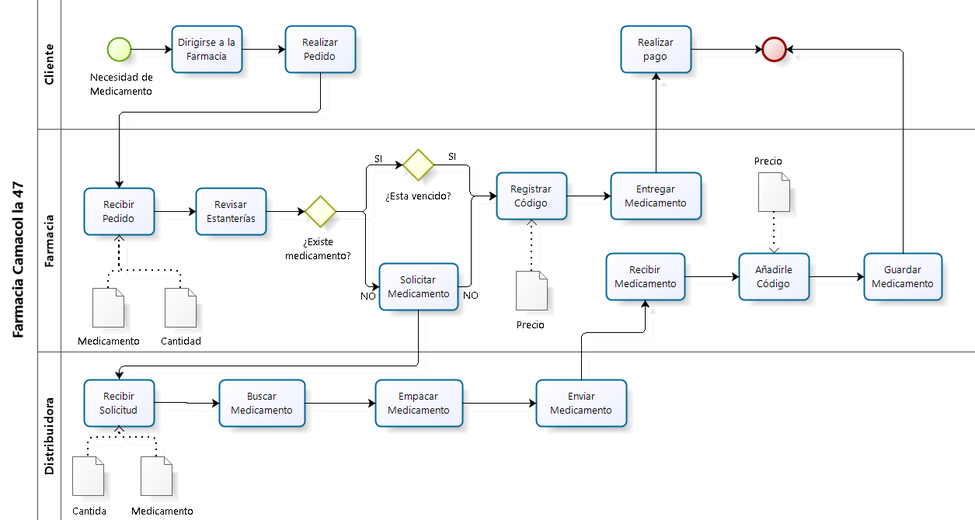 Farmacia Camacol la 47
Cliente
Necesidad de
Medicamento
Dirigirse a la
Farmacia
Realizar
Pedido
Realizar
pago
Farmacia
Recibir
Pedido
Medicamento
Cantidad
Revisar
Estanterías
¿Existe
medicamento?
SI
NO
¿Esta vencido?
SI
NO
Solicitar
Medicamento
Registrar
Código
Precio
Entregar
Medicamento
Recibir
Medicamento
Precio
Añadirle
Código
Guardar
Medicamento
Distribuidora
Recibir
Solicitud
Cantida
Medicamento
Buscar
Medicamento
Empacar
Medicamento
Enviar
Medicamento